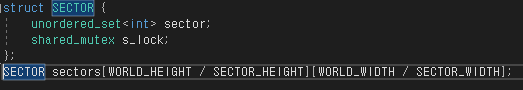 struct SECTOR {
unordered_set<int> sector;
shared_mutex s_lock;
};
SECTOR sectors[WORLD_HEIGHT / SECTOR_HEIGHT][WORLD_WIDTH / SECTOR_WIDTH];